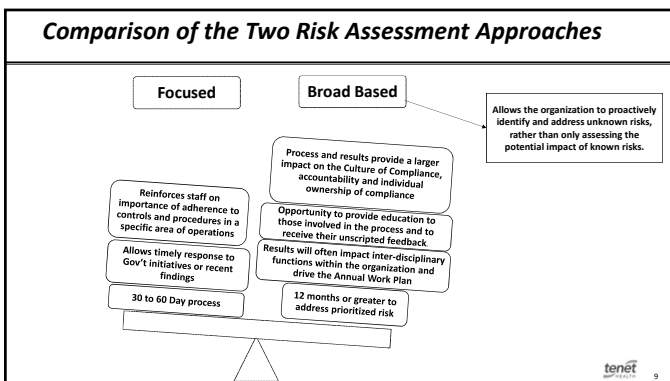 Comparison of the Two Risk Assessment Approaches
Focused
Broad Based
Allows the organization to proactively
identify and address unknown risks,
rather than only assessing the
potential impact of known risks.
Reinforces staff on
importance of adherence to
controls and procedures in a
specific area of operations
Allows timely response to
Gov't initiatives or recent
findings
30 to 60 Day process
Process and results provide a larger
impact on the Culture of Compliance,
accountability and individual
ownership of compliance
Opportunity to provide education to
those involved in the process and to
receive their unscripted feedback.
Results will often impact inter-disciplinary
functions within the organization and
drive the Annual Work Plan
12 months or greater to
address prioritized risk
tenet
HEALTH
9